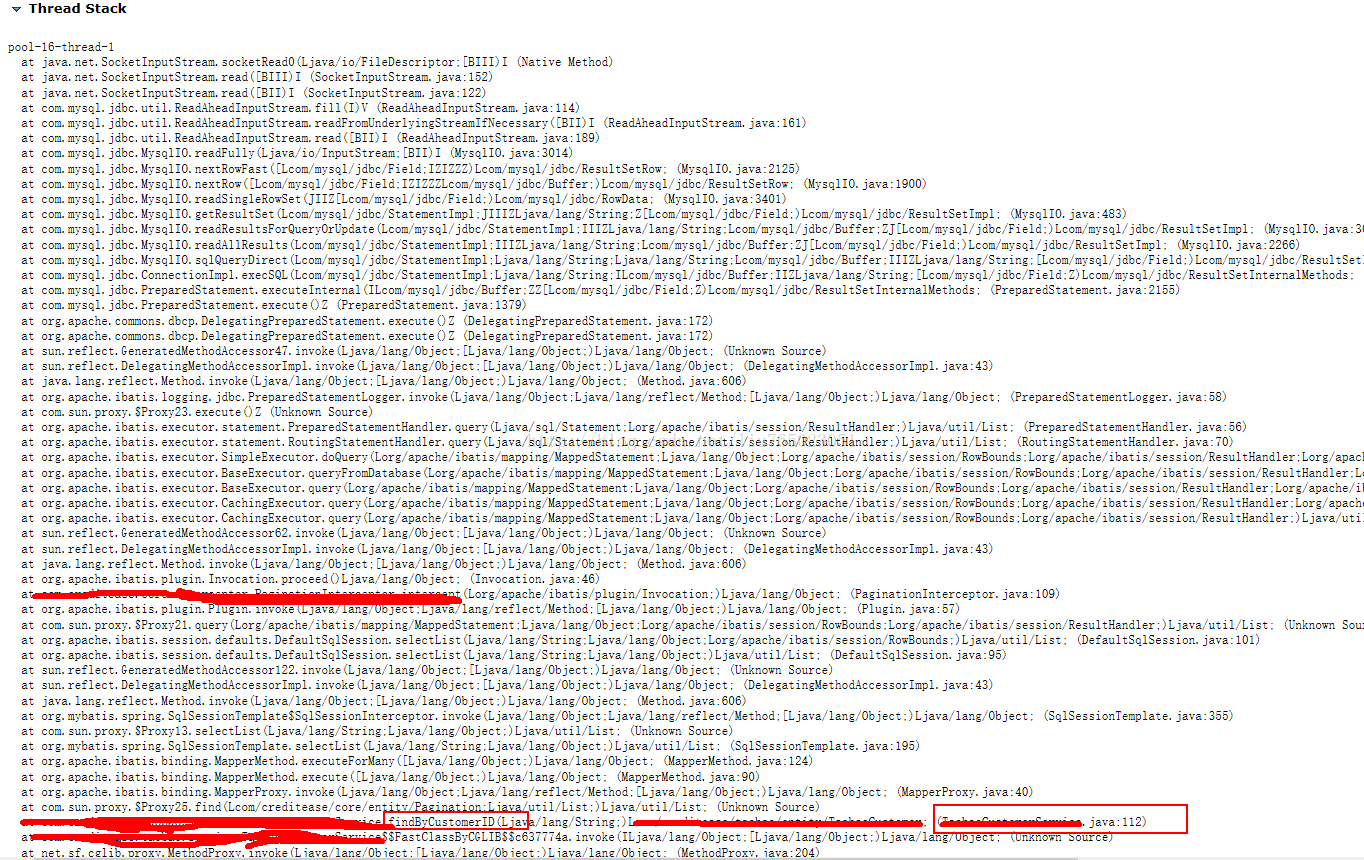 Thread Stack
pool-16-thread-1
at java.net.SocketInputStream.socketRead0(Ljava/io/FileDescriptor;[BIII)I (Native Method)
at java.net.SocketInputStream.read([BIII)I (SocketInputStream.java:152)
at java.net.SocketInputStream.read([BII)I (SocketInputStream.java:122)
at com.mysql.jdbc.util.ReadAheadInputStream.fill(I)V (ReadAheadInputStream.java:114)
at com.mysql.jdbc.util.ReadAheadInputStream.readFromUnderlyingStreamIfNecessary([BII)I (ReadAheadInputStream.java:161)
at com.mysql.jdbc.util.ReadAheadInputStream.read([BII)I (ReadAheadInputStream.java:189)
at com.mysql.jdbc.MysqlIO.readFully(Ljava/io/InputStream;[BII)I (MysqlIO.java:3014)
at com.mysql.jdbc.MysqlIO.nextRowFast([Lcom/mysql/jdbc/Field;IZIZZZ)Lcom/mysql/jdbc/ResultSetRow; (MysqlIO.java:2125)
at com.mysql.jdbc.MysqlIO.nextRow([Lcom/mysql/jdbc/Field;IZIZZZLcom/mysql/jdbc/Buffer;)Lcom/mysql/jdbc/ResultSetRow; (MysqlIO.java:1900)
at com.mysql.jdbc.MysqlIO.readSingleRowSet(JIIZ[Lcom/mysql/jdbc/Field;)Lcom/mysql/jdbc/RowData; (MysqlIO.java:3401)
at com.mysql.jdbc.MysqlIO.getResultSet(Lcom/mysql/jdbc/StatementImpl;JIIIZLjava/lang/String;Z[Lcom/mysql/jdbc/Field;)Lcom/mysql/jdbc/ResultSetImpl; (MysqlIO.java:483)
at com.mysql.jdbc.MysqlIO.readResultsForQueryOrUpdate(Lcom/mysql/jdbc/StatementImpl;IIIZLjava/lang/String;Lcom/mysql/jdbc/Buffer;ZJ[Lcom/mysql/jdbc/Field;)Lcom/mysql/jdbc/ResultSetImpl; (MysqlIO.java:30
at com.mysql.jdbc.MysqlIO.readAllResults(Lcom/mysql/jdbc/StatementImpl;IIIZLjava/lang/String;Lcom/mysql/jdbc/Buffer;ZJ[Lcom/mysql/jdbc/Field;)Lcom/mysql/jdbc/ResultSetImpl; (MysqlIO.java:2266)
at com.mysql.jdbc.MysqlIO.sqlQueryDirect(Lcom/mysql/jdbc/StatementImpl;Ljava/lang/String;Ljava/lang/String;Lcom/mysql/jdbc/Buffer;IIIZLjava/lang/String;[Lcom/mysql/jdbc/Field;)Lcom/mysql/jdbc/ResultSetI
at com.mysql.jdbc.ConnectionImpl.execSQL(Lcom/mysql/jdbc/StatementImpl;Ljava/lang/String;ILcom/mysql/jdbc/Buffer;IIZLjava/lang/String;[Lcom/mysql/jdbc/Field;Z)Lcom/mysql/jdbc/ResultSetInternalMethods;
at com.mysql.jdbc.PreparedStatement.executeInternal(ILcom/mysql/jdbc/Buffer;ZZ[Lcom/mysql/jdbc/Field;Z)Lcom/mysql/jdbc/ResultSetInternalMethods; (PreparedStatement.java:2155)
at com.mysql.jdbc.PreparedStatement.execute()Z (PreparedStatement.java:1379)
at org.apache.commons.dbcp.DelegatingPreparedStatement.execute()Z (DelegatingPreparedStatement.java:172)
at org.apache.commons.dbcp.DelegatingPreparedStatement.execute()Z (DelegatingPreparedStatement.java:172)
at sun.reflect.GeneratedMethodAccessor47.invoke(Ljava/lang/Object;[Ljava/lang/Object;)Ljava/lang/Object; (Unknown Source)
at sun.reflect.DelegatingMethodAccessorImpl.invoke(Ljava/lang/Object;[Ljava/lang/Object;)Ljava/lang/Object; (DelegatingMethodAccessorImpl.java:43)
at java.lang.reflect.Method.invoke(Ljava/lang/Object;[Ljava/lang/Object;)Ljava/lang/Object; (Method.java:606)
at org.apache.ibatis.logging.jdbc.PreparedStatementLogger.invoke(Ljava/lang/Object;Ljava/lang/reflect/Method;[Ljava/lang/Object;)Ljava/lang/Object; (PreparedStatementLogger.java:58)
at com.sun.proxy.$Proxy23.execute()Z (Unknown Source)
at org.apache.ibatis.executor.statement.PreparedStatementHandler.query(Ljava/sql/Statement;Lorg/apache/ibatis/session/ResultHandler;)Ljava/util/List; (PreparedStatementHandler.java:56)
at org.apache.ibatis.executor.statement.RoutingStatementHandler.query(Ljava/sql/Statement;Lorg/apache/ibatis/session/ResultHandler;)Ljava/util/List; (RoutingStatementHandler.java:70)
at org.apache.ibatis.executor.SimpleExecutor.doQuery(Lorg/apache/ibatis/mapping/MappedStatement;Ljava/lang/Object;Lorg/apache/ibatis/session/RowBounds;Lorg/apache/ibatis/session/ResultHandler;Lorg/apac
at org.apache.ibatis.executor.BaseExecutor.queryFromDatabase(Lorg/apache/ibatis/mapping/MappedStatement;Ljava/lang/Object;Lorg/apache/ibatis/session/RowBounds;Lorg/apache/ibatis/session/ResultHandler;Lo
at org.apache.ibatis.executor.BaseExecutor.query(Lorg/apache/ibatis/mapping/MappedStatement;Ljava/lang/Object;Lorg/apache/ibatis/session/RowBounds;Lorg/apache/ibatis/session/ResultHandler;Lorg/apache/i
at org.apache.ibatis.executor.CachingExecutor.query(Lorg/apache/ibatis/mapping/MappedStatement;Ljava/lang/Object;Lorg/apache/ibatis/session/RowBounds;Lorg/apache/ibatis/session/ResultHandler;Lorg/apach
at org.apache.ibatis.executor.CachingExecutor.query(Lorg/apache/ibatis/mapping/MappedStatement;Ljava/lang/Object;Lorg/apache/ibatis/session/RowBounds;Lorg/apache/ibatis/session/ResultHandler;)Ljava/uti
at sun.reflect.GeneratedMethodAccessor62.invoke(Ljava/lang/Object;[Ljava/lang/Object;)Ljava/lang/Object; (Unknown Source)
at sun.reflect.DelegatingMethodAccessorImpl.invoke(Ljava/lang/Object;[Ljava/lang/Object;)Ljava/lang/Object; (DelegatingMethodAccessorImpl.java:43)
at java.lang.reflect.Method.invoke(Ljava/lang/Object;[Ljava/lang/Object;)Ljava/lang/Object; (Method.java:606)
at org.apache.ibatis.plugin.Invocation.proceed()Ljava/lang/Object; (Invocation.java:46)
at (Lorg/apache/ibatis/plugin/Invocation;)Ljava/lang/Object; (PaginationInterceptor.java:109)
at org.apache.ibatis.plugin.Plugin.invoke(Ljava/lang/Object;Ljava/lang/reflect/Method;[Ljava/lang/Object;)Ljava/lang/Object; (Plugin.java:57)
at com.sun.proxy.$Proxy21.query(Lorg/apache/ibatis/mapping/MappedStatement;Ljava/lang/Object;Lorg/apache/ibatis/session/RowBounds;Lorg/apache/ibatis/session/ResultHandler;)Ljava/util/List; (Unknown Sou
at org.apache.ibatis.session.defaults.DefaultSqlSession.selectList(Ljava/lang/String;Ljava/lang/Object;Lorg/apache/ibatis/session/RowBounds;)Ljava/util/List; (DefaultSqlSession.java:101)
at org.apache.ibatis.session.defaults.DefaultSqlSession.selectList(Ljava/lang/String;Ljava/lang/Object;)Ljava/util/List; (DefaultSqlSession.java:95)
at sun.reflect.GeneratedMethodAccessor122.invoke(Ljava/lang/Object;[Ljava/lang/Object;)Ljava/lang/Object; (Unknown Source)
at sun.reflect.DelegatingMethodAccessorImpl.invoke(Ljava/lang/Object;[Ljava/lang/Object;)Ljava/lang/Object; (DelegatingMethodAccessorImpl.java:43)
at java.lang.reflect.Method.invoke(Ljava/lang/Object;[Ljava/lang/Object;)Ljava/lang/Object; (Method.java:606)
at org.mybatis.spring.SqlSessionTemplate$SqlSessionInterceptor.invoke(Ljava/lang/Object;Ljava/lang/reflect/Method;[Ljava/lang/Object;)Ljava/lang/Object; (SqlSessionTemplate.java:355)
at com.sun.proxy.$Proxy13.selectList(Ljava/lang/String;Ljava/lang/Object;)Ljava/util/List; (Unknown Source)
at org.mybatis.spring.SqlSessionTemplate.selectList(Ljava/lang/String;Ljava/lang/Object;)Ljava/util/List; (SqlSessionTemplate.java:195)
at org.apache.ibatis.binding.MapperMethod.executeForMany([Ljava/lang/Object;)Ljava/lang/Object; (MapperMethod.java:124)
at org.apache.ibatis.binding.MapperMethod.execute([Ljava/lang/Object;)Ljava/lang/Object; (MapperMethod.java:90)
at org.apache.ibatis.binding.MapperProxy.invoke(Ljava/lang/Object;Ljava/lang/reflect/Method;[Ljava/lang/Object;)Ljava/lang/Object; (MapperProxy.java:40)
at com.sun.proxy.$Proxy25.find(Lcom/creditease/core/entity/Pagination;Ljava/util/List;)Ljava/util/List; (Unknown Source)
findByCustomerID(Ljava/lang/String;)L .java:112)
$$FastClassByCGLIB$$c637774a.invoke(ILjava/lang/Object;[Ljava/lang/Object;)Ljava/lang/Object; (Unknown Source)
at net.sf.cglib.proxy.MethodProxy.invoke(Ljava/lang/Object;[Ljava/lang/Object;)Ljava/lang/Object; (MethodProxy.java:204)